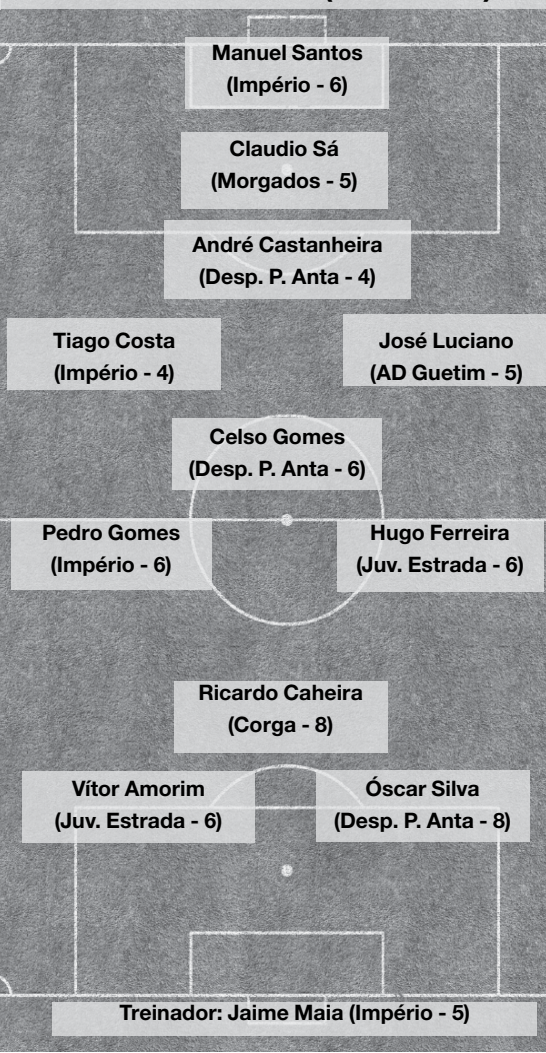 Manuel Santos
(Império - 6)
Claudio Sá
(Morgados - 5)
André Castanheira
(Desp. P. Anta - 4)
Tiago Costa
(Império - 4)
José Luciano
(AD Guetim - 5)
Celso Gomes
(Desp. P. Anta - 6)
Pedro Gomes
(Império - 6)
Hugo Ferreira
(Juv. Estrada - 6)
Ricardo Caheira
(Corga - 8)
Vítor Amorim
(Juv. Estrada - 6)
Óscar Silva
(Desp. P. Anta - 8)
Treinador: Jaime Maia (Império - 5)